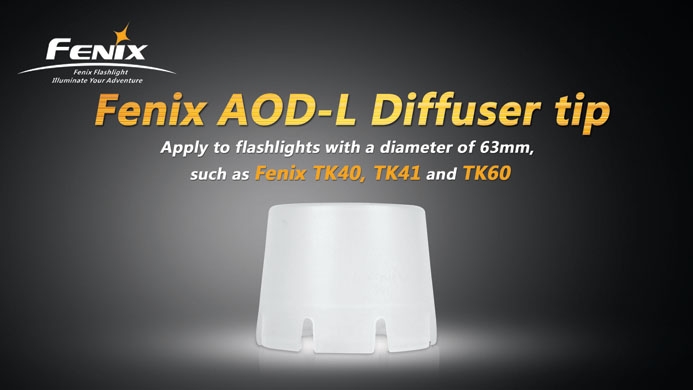 FENIX
Fenix Flashlight
Illuminate Your Adventure
Fenix AOD-L Diffuser tip
Apply to flashlights with a diameter of 63mm,
such as Fenix TK40, TK41 and TK60
FENIX